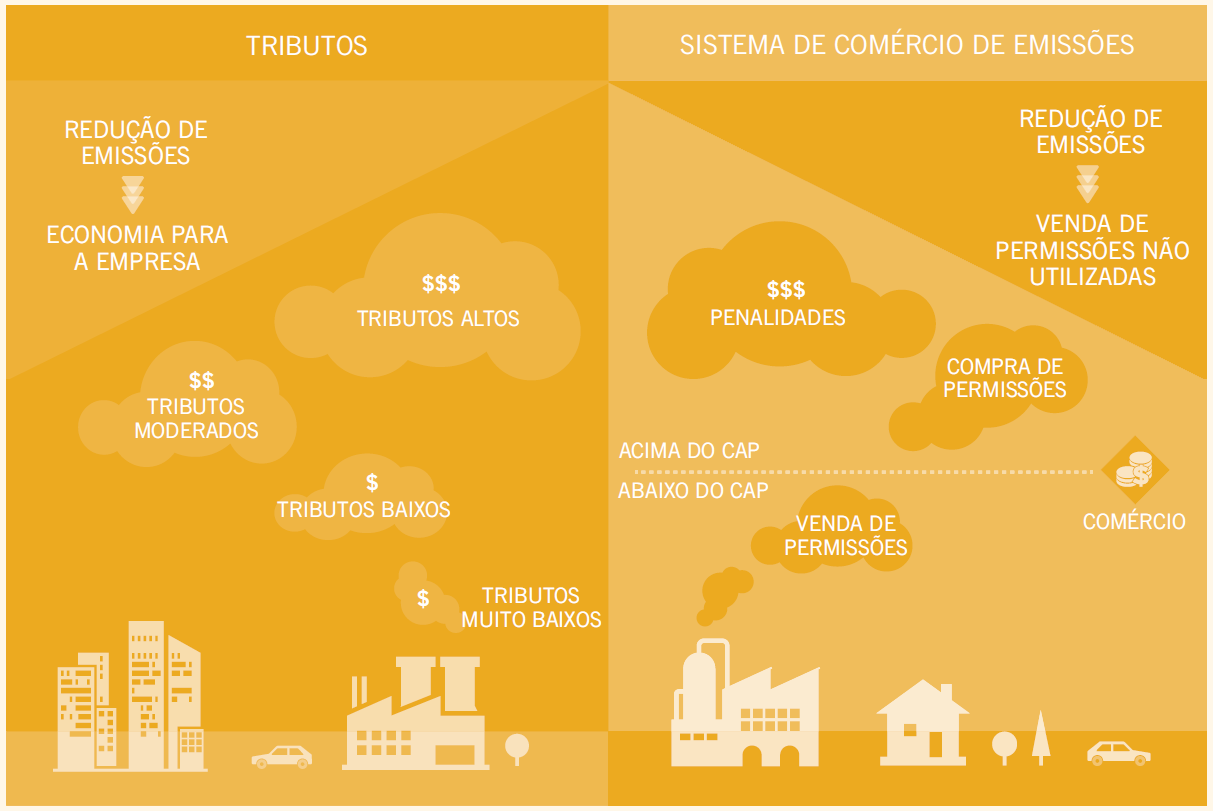 TRIBUTOS
REDUÇÃO DE
EMISSÕES
ECONOMIA PARA
A EMPRESA
$$$
TRIBUTOS ALTOS
$$
TRIBUTOS
MODERADOS
$
TRIBUTOS BAIXOS
$
TRIBUTOS
MUITO BAIXOS
SISTEMA DE COMÉRCIO DE EMISSÕES
REDUÇÃO DE
EMISSÕES
VENDA DE
PERMISSÕES NÃO
UTILIZADAS
$$$
PENALIDADES
COMPRA DE
PERMISSÕES
ACIMA DO CAP
ABAIXO DO CAP
$
COMÉRCIO
VENDA DE
PERMISSÕES